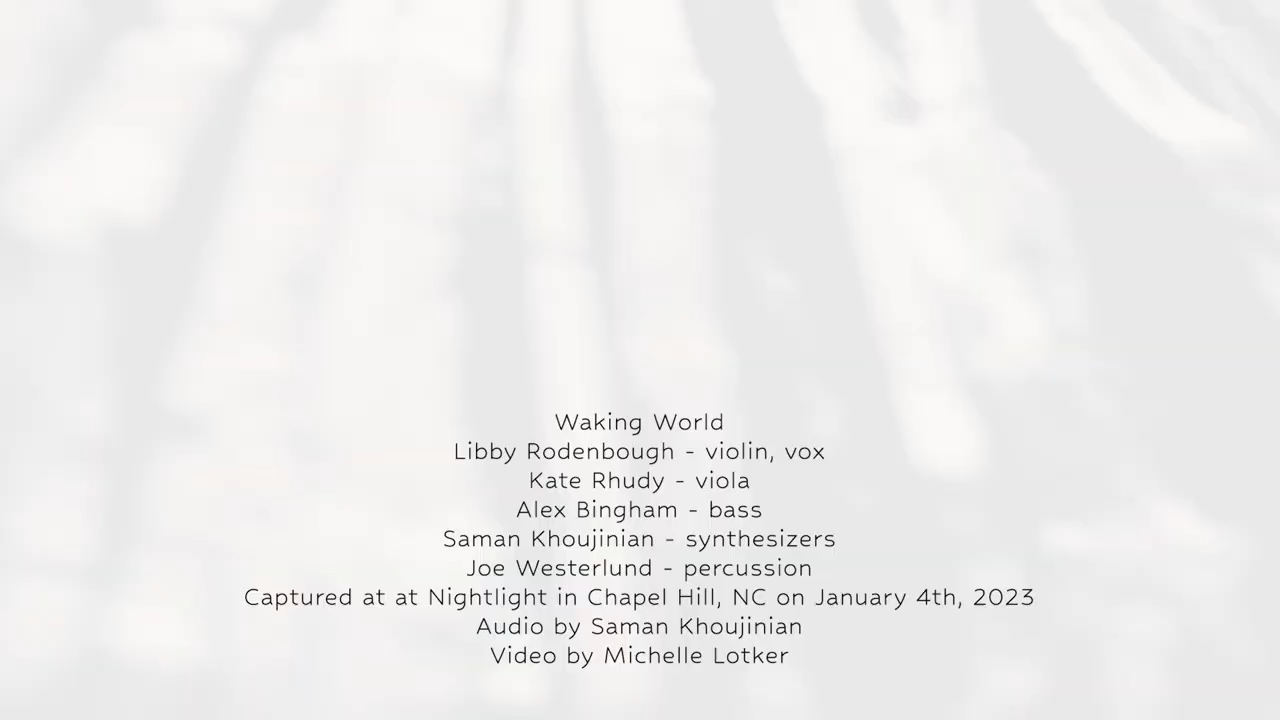 Waking World
Libby Rodenbough - violin, vox
Kate Rhudy - viola
Alex Bingham - bass
Saman Khoujinian - synthesizers
Joe Westerlund - percussion
Captured at at Nightlight in Chapel Hill, NC on January 4th, 2023
Audio by Saman Khoujinian
Video by Michelle Lotker